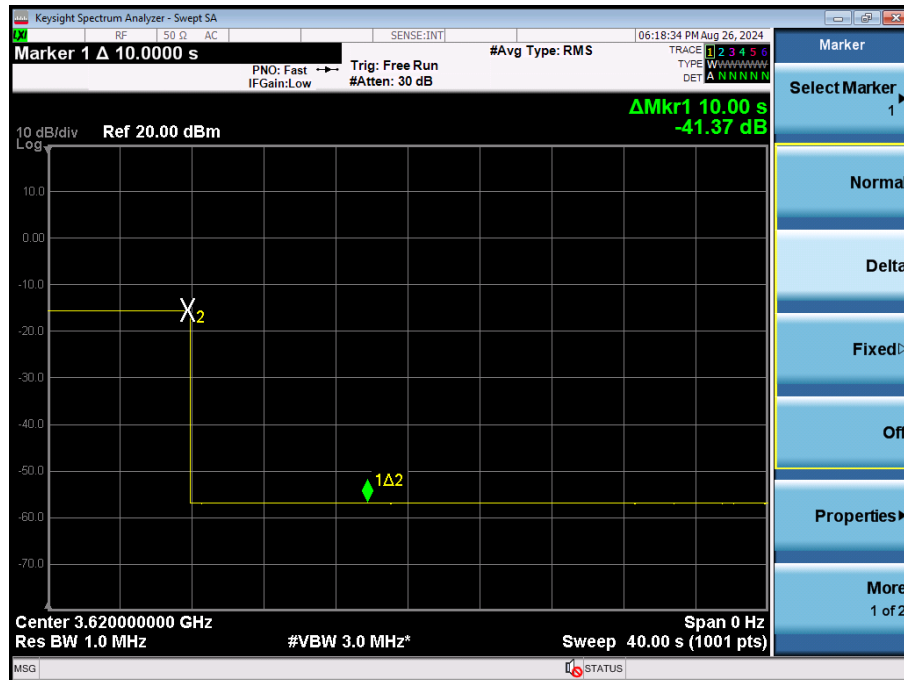 Keysight Spectrum Analyzer - Swept SA
LXI RF 50 Ω AC SENSE:INT 06:18:34 PM Aug 26, 2024
Marker 1 Δ 10.0000 s
PNO: Fast
IFGain:Low
Trig: Free Run
#Atten: 30 dB
#Avg Type: RMS
TRACE 1 2 3 4 5 6
TYPE WWWWWW
DET A N N N N N
ΔMkr1 10.00 s
-41.37 dB
10 dB/div Ref 20.00 dBm
Log
10.0
0.00
-10.0
-20.0
-30.0
-40.0
-50.0
-60.0
-70.0
X2
1Δ2
Center 3.620000000 GHz
Span 0 Hz
Res BW 1.0 MHz
#VBW 3.0 MHz*
Sweep 40.00 s (1001 pts)
MSG
STATUS
Marker
Select Marker
1
Normal
Delta
Fixed
Off
Properties
More
1 of 2